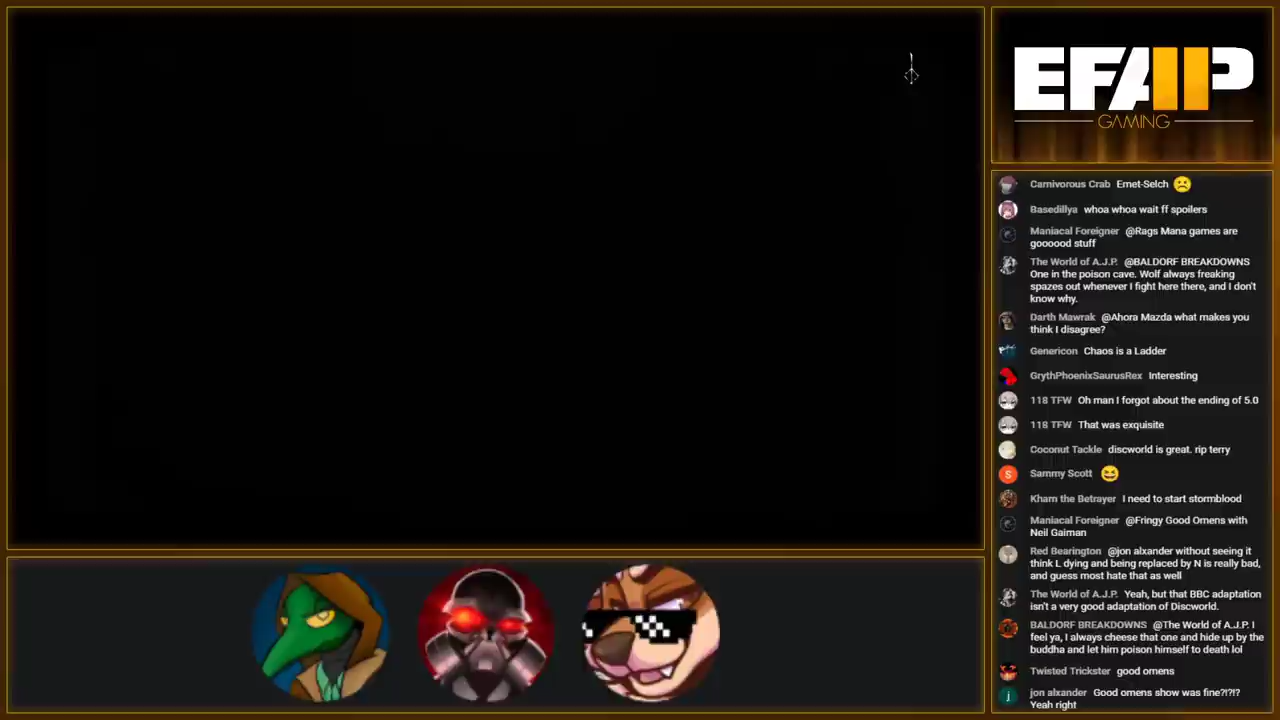 EFAP
GAMING
Carnivorous Crab Emet-Selch
Basedillya whoa whoa wait ff spoilers
Maniacal Foreigner @Rags Mana games are
goooood stuff
The World of A.J.P. @BALDORF BREAKDOWNS
One in the poison cave. Wolf always freaking
spazes out whenever I fight here there, and I don't
know why.
Darth Mawrak @Ahora Mazda what makes you
think I disagree?
Genericon Chaos is a Ladder
GrythPhoenixSaurusRex Interesting
118 TFW Oh man I forgot about the ending of 5.0
118 TFW That was exquisite
Coconut Tackle discworld is great. rip terry
S
Sammy Scott
Kharn the Betrayer I need to start stormblood
Maniacal Foreigner @Fringy Good Omens with
Neil Gaiman
Red Bearington @jon alxander without seeing it
think L dying and being replaced by N is really bad,
and guess most hate that as well
The World of A.J.P. Yeah, but that BBC adaptation
isn't a very good adaptation of Discworld.
BALDORF BREAKDOWNS @The World of A.J.P. I
feel ya, I always cheese that one and hide up by the
buddha and let him poison himself to death lol
Twisted Trickster good omens
j
jon alxander Good omens show was fine?!?!?
Yeah right